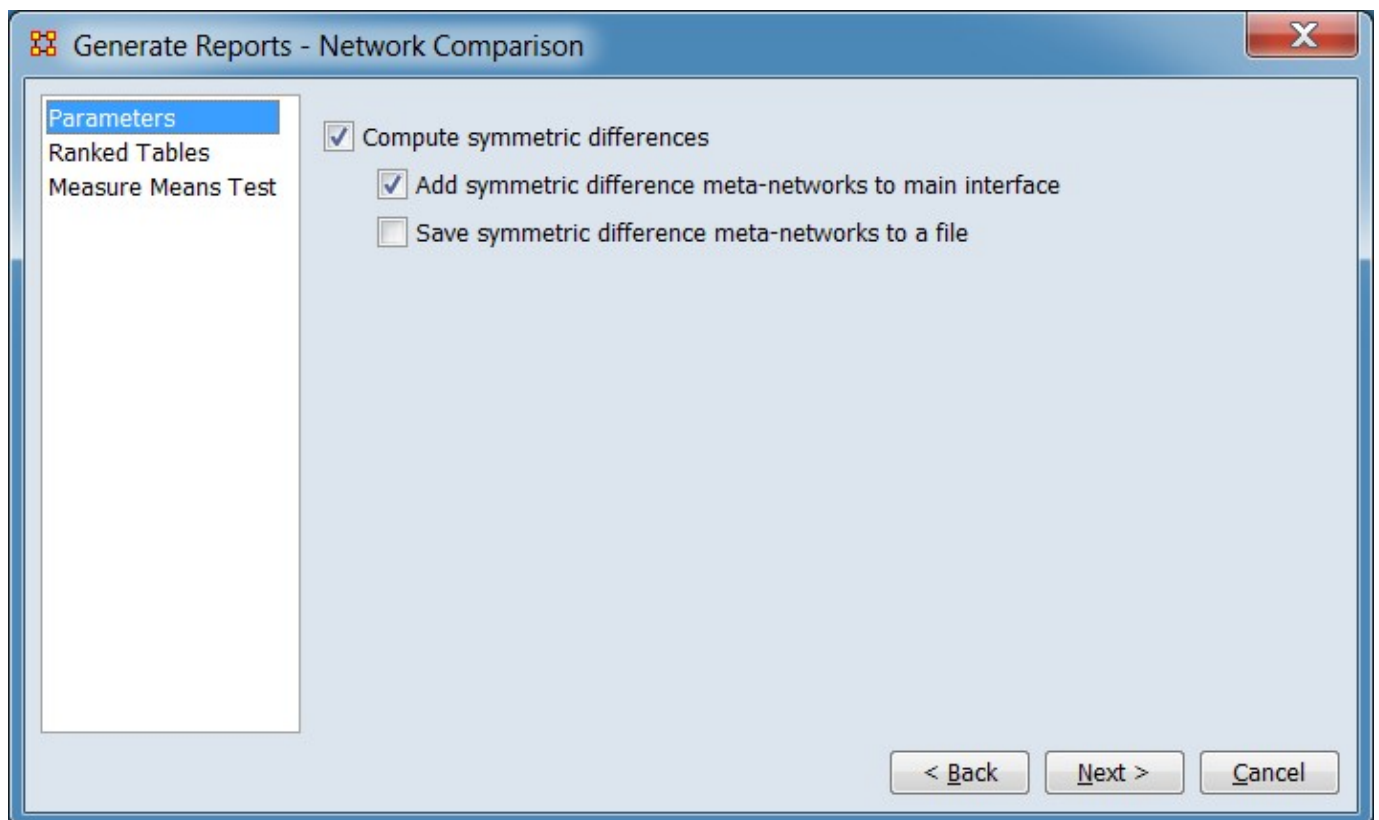 Generate Reports - Network Comparison
Parameters
Ranked Tables
Measure Means Test
Compute symmetric differences
Add symmetric difference meta-networks to main interface
Save symmetric difference meta-networks to a file
< Back Next > Cancel